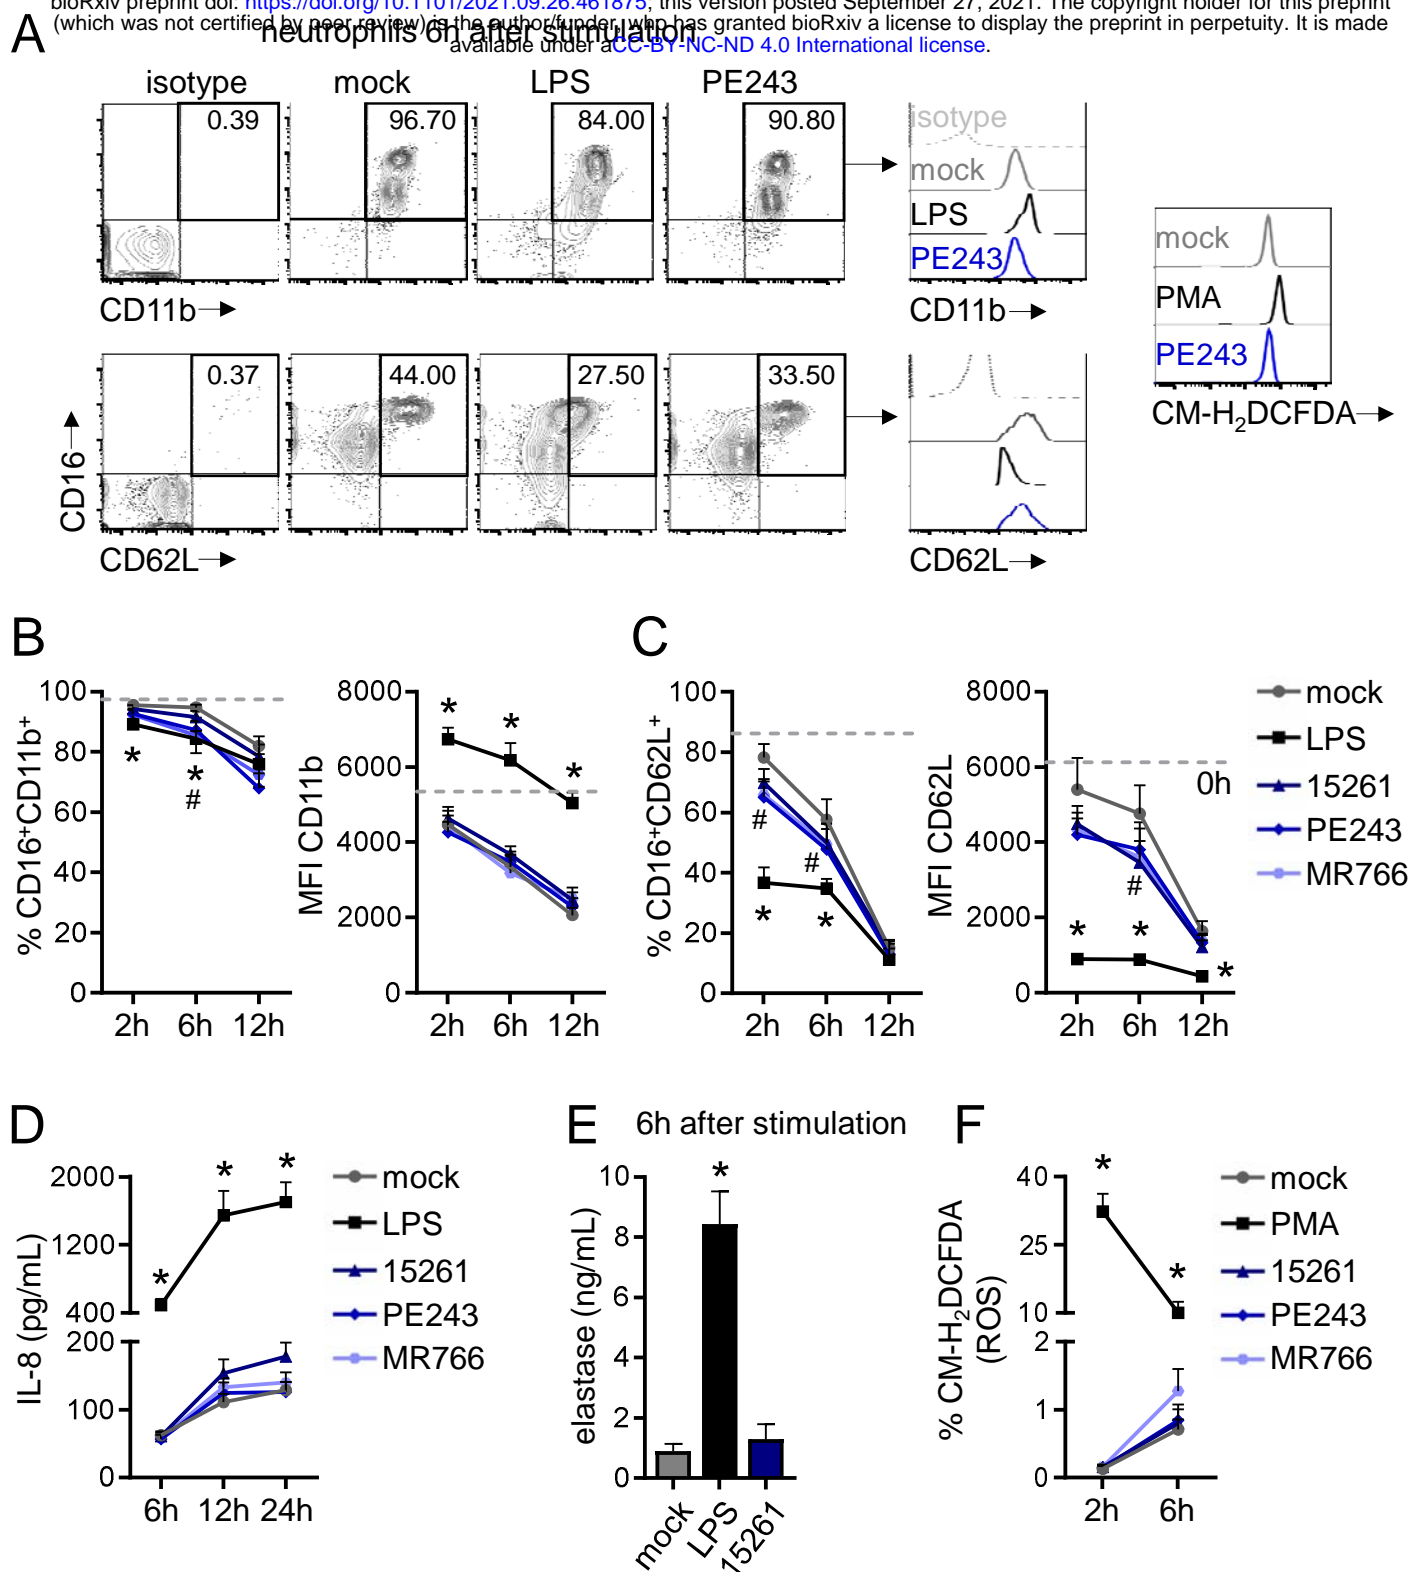 bioRxiv preprint doi: https://doi.org/10.1101/2021.09.26.461875; this version posted September 27, 2021. The copyright holder for this preprint
(which was not certified by peer review) is the author/funder, who has granted bioRxiv a license to display the preprint in perpetuity. It is made
available under aCC-BY-NC-ND 4.0 International license.
A
neutrophils 6h after stimulation
isotype mock LPS PE243
0.39 96.70 84.00 90.80
isotype
mock
LPS
PE243
CD11b
CD11b
mock
PMA
PE243
CM-H2DCFDA
0.37 44.00 27.50 33.50
CD16
CD62L
CD62L
B
% CD16+CD11b+
100
80
60
40
20
0
* * #
2h 6h 12h
MFI CD11b
8000
6000
4000
2000
0
* * *
2h 6h 12h
C
% CD16+CD62L+
100
80
60
40
20
0
# # * *
2h 6h 12h
MFI CD62L
8000
6000
4000
2000
0
0h
# * * *
2h 6h 12h
mock
LPS
15261
PE243
MR766
D
IL-8 (pg/mL)
2000
1200
400
200
100
0
* * *
6h 12h 24h
mock
LPS
15261
PE243
MR766
E
6h after stimulation
elastase (ng/mL)
10
8
6
4
2
0
*
mock
LPS
15261
F
% CM-H2DCFDA
(ROS)
40
25
10
2
1
0
* *
2h 6h
mock
PMA
15261
PE243
MR766